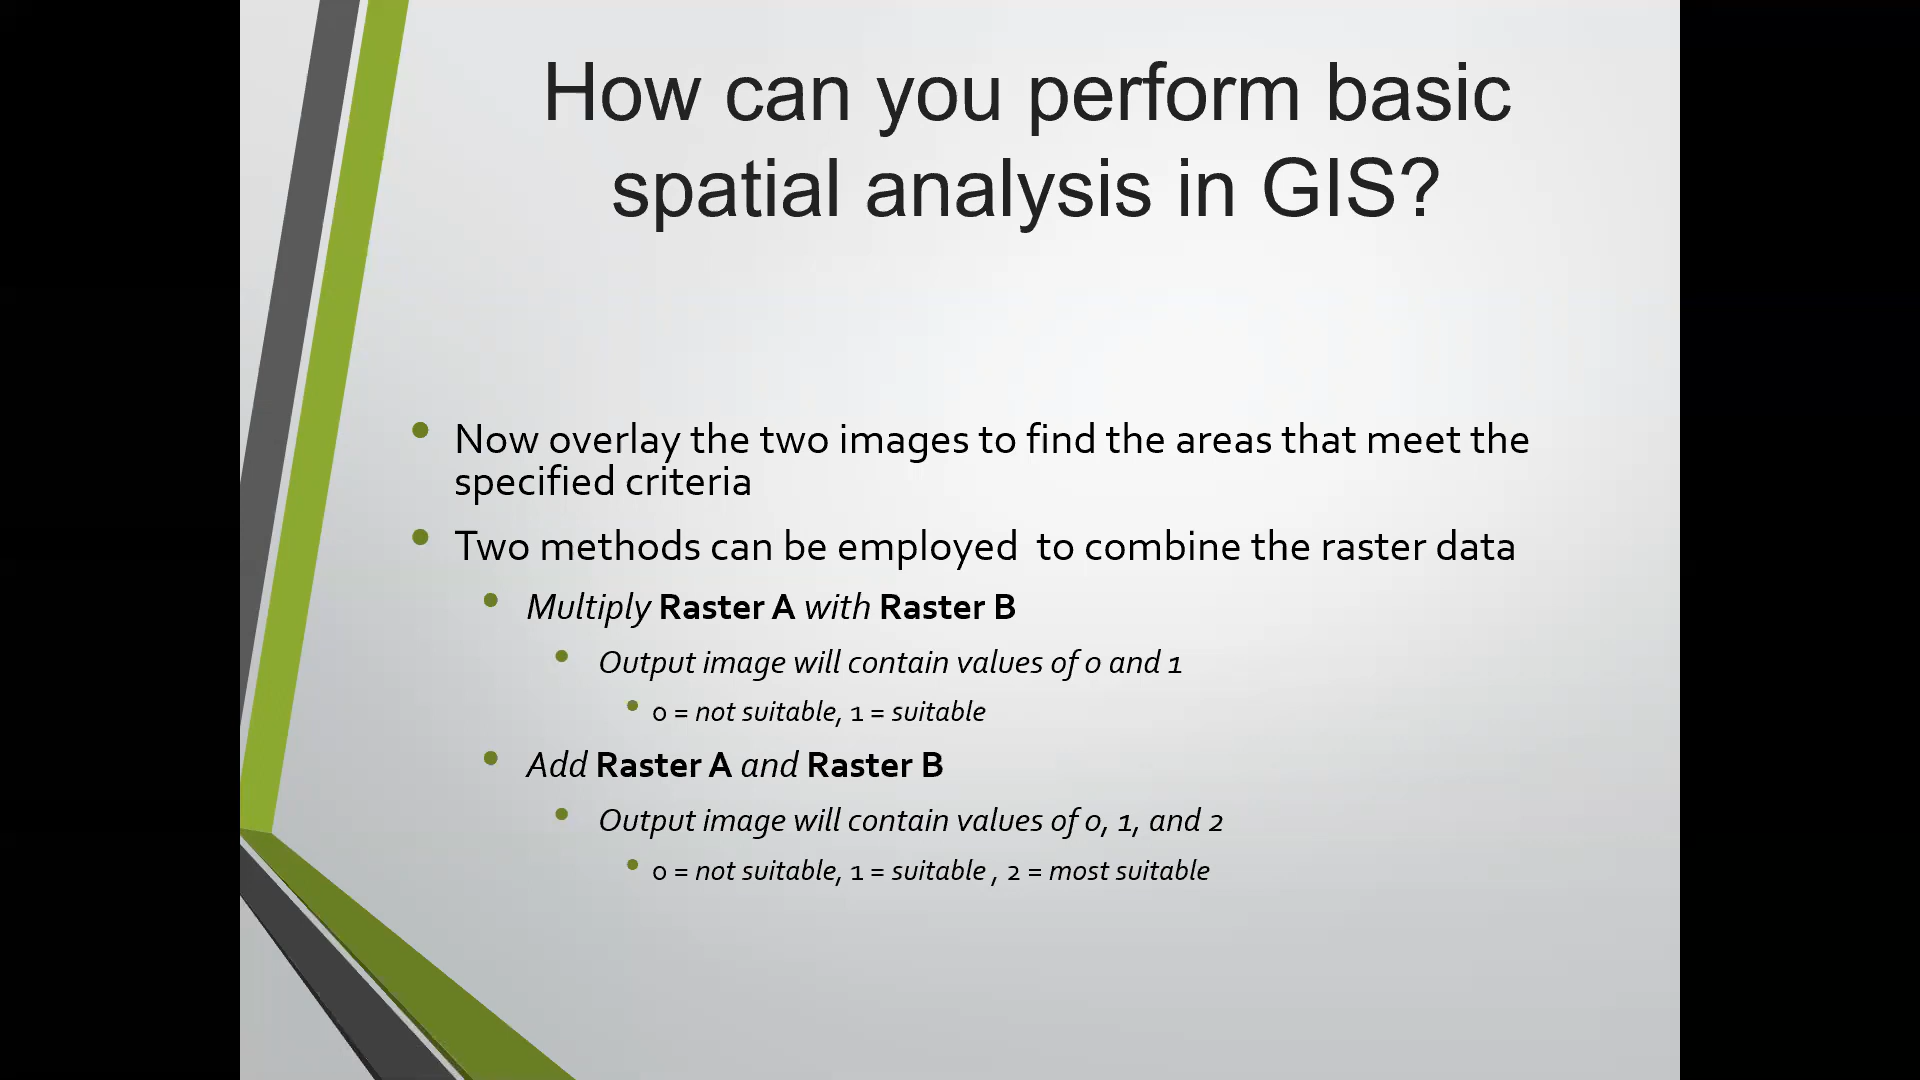 How can you perform basic
spatial analysis in GIS?
• Now overlay the two images to find the areas that meet the
specified criteria
• Two methods can be employed  to combine the raster data
• Multiply Raster A with Raster B
• Output image will contain values of 0 and 1
• 0 = not suitable, 1 = suitable
• Add Raster A and Raster B
• Output image will contain values of 0, 1, and 2
• 0 = not suitable, 1 = suitable , 2 = most suitable